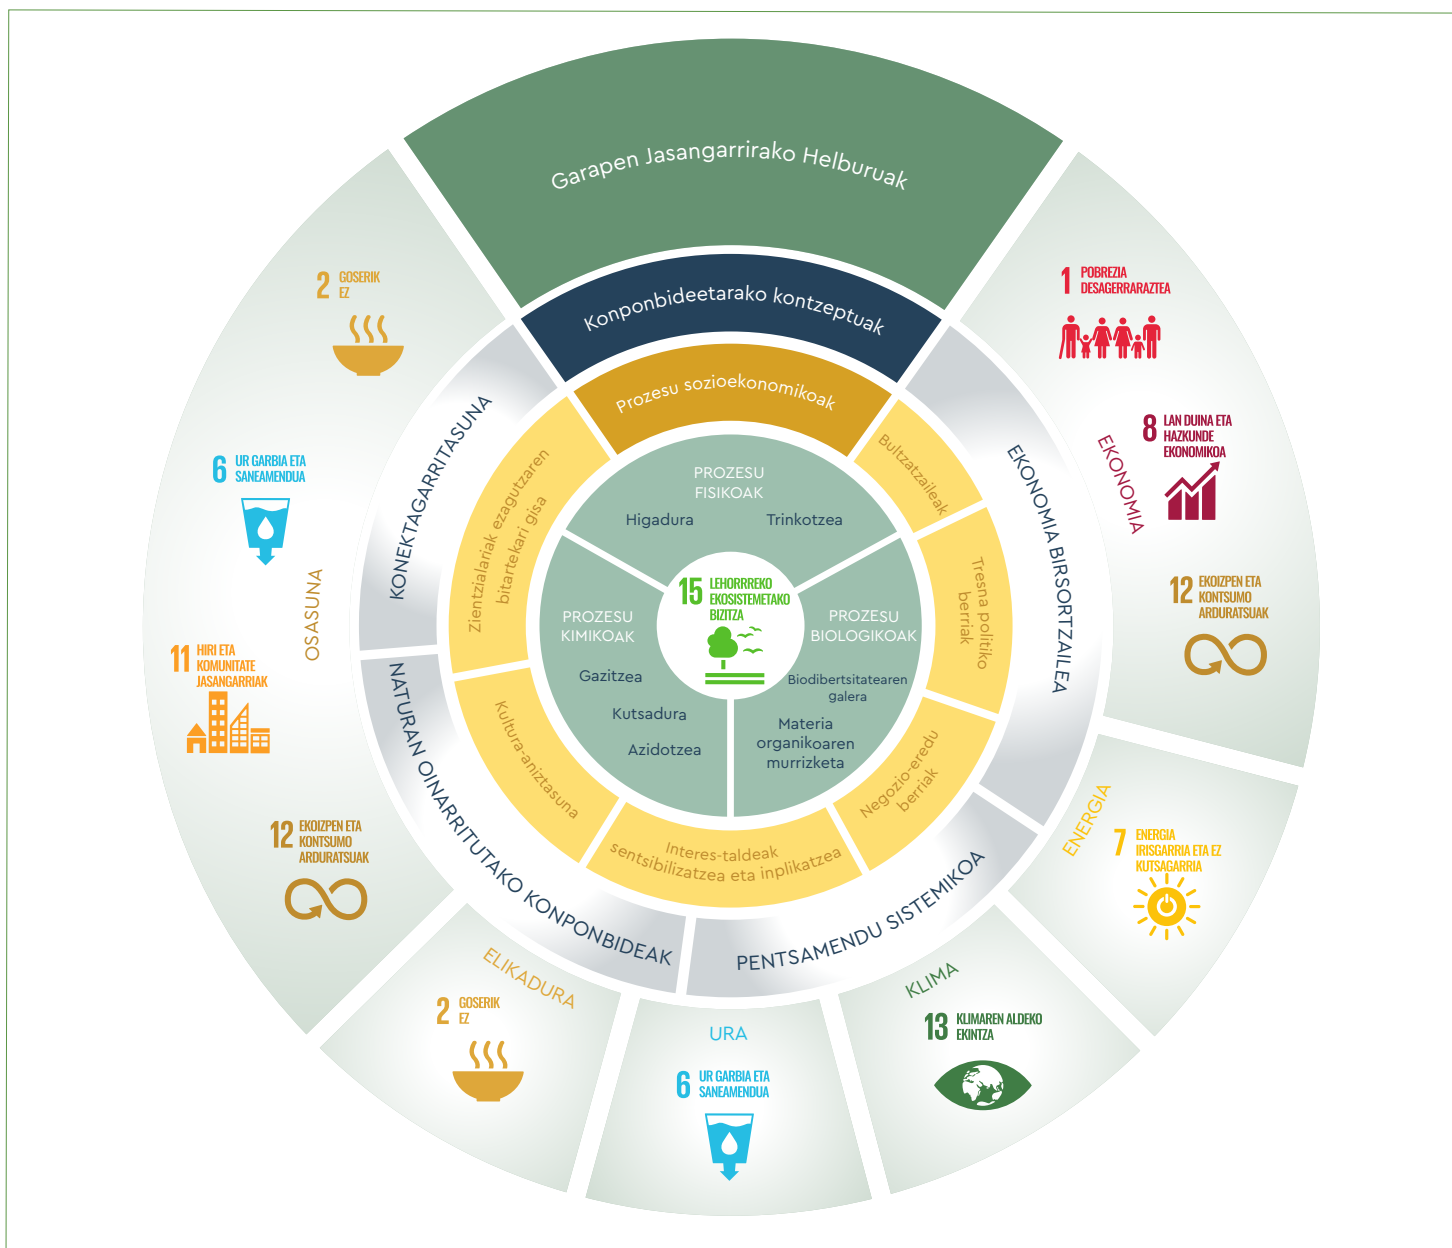 Garapen Jasangarrirako Helburuak
Konponbideetarako kontzeptuak
Prozesu sozioekonomikoak
PROZESU
FISIKOAK
Higadura
Trinkotzea
15 LEHORRREKO
EKOSISTEMETAKO
BIZITZA
PROZESU
KIMIKOAK
Gazitzea
Kutsadura
Azidotzea
PROZESU
BIOLOGIKOAK
Biodibertsitatearen
galera
Materia
organikoaren
murrizketa
Bultzatzaileak
Tresna politiko
berriak
Negozio-eredu
berriak
Interes-taldeak
sentsibilizatzea eta inplikatzea
Kultura-aniztasuna
Zientzialariak ezagutzaren
bitartekari gisa
EKONOMIA BIRSORTZAILEA
PENTSAMENDU SISTEMIKOA
NATURAN OINARRITUTAKO KONPONBIDEAK
KONEKTAGARRITASUNA
EKONOMIA
1 POBREZIA
DESAGERRARAZTEA
8 LAN DUINA ETA
HAZKUNDE
EKONOMIKOA
12 EKOIZPEN ETA
KONTSUMO
ARDURATSUAK
ENERGIA
7 ENERGIA
IRISGARRIA ETA EZ
KUTSAGARRIA
KLIMA
13 KLIMAREN ALDEKO
EKINTZA
URA
6 UR GARBIA ETA
SANEAMENDUA
ELIKADURA
2 GOSERIK
EZ
OSASUNA
2 GOSERIK
EZ
6 UR GARBIA ETA
SANEAMENDUA
11 HIRI ETA
KOMUNITATE
JASANGARRIAK
12 EKOIZPEN ETA
KONTSUMO
ARDURATSUAK